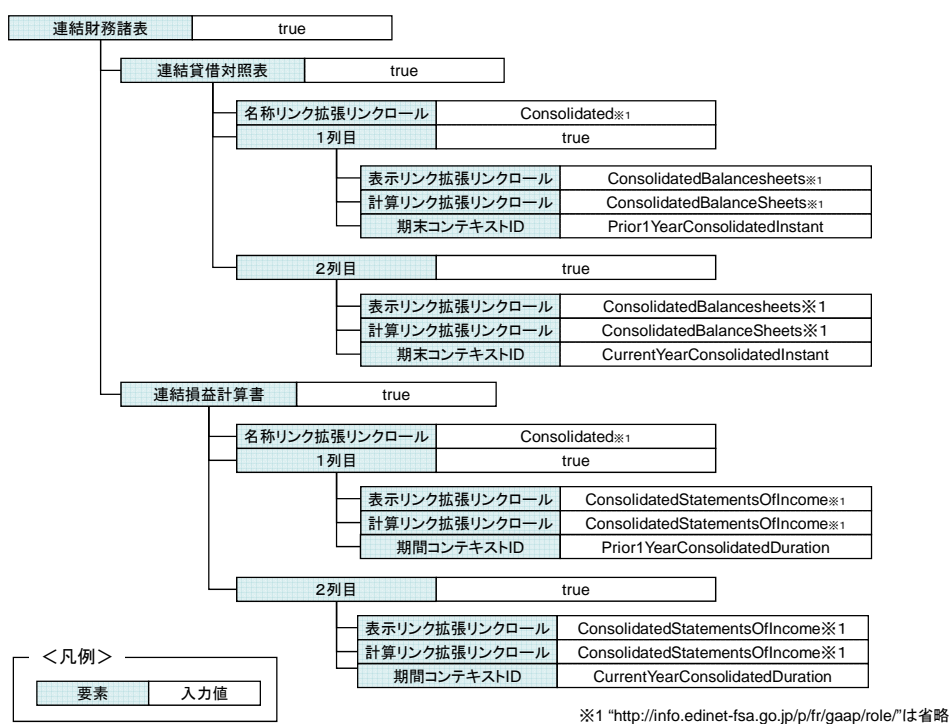 連結財務諸表 true
連結貸借対照表 true
名称リンク拡張リンクロール Consolidated※1
1列目 true
表示リンク拡張リンクロール ConsolidatedBalancesheets※1
計算リンク拡張リンクロール ConsolidatedBalanceSheets※1
期末コンテキストID Prior1YearConsolidatedInstant
2列目 true
表示リンク拡張リンクロール ConsolidatedBalancesheets※1
計算リンク拡張リンクロール ConsolidatedBalanceSheets※1
期末コンテキストID CurrentYearConsolidatedInstant
連結損益計算書 true
名称リンク拡張リンクロール Consolidated※1
1列目 true
表示リンク拡張リンクロール ConsolidatedStatementsOfIncome※1
計算リンク拡張リンクロール ConsolidatedStatementsOfIncome※1
期間コンテキストID Prior1YearConsolidatedDuration
2列目 true
表示リンク拡張リンクロール ConsolidatedStatementsOfIncome※1
計算リンク拡張リンクロール ConsolidatedStatementsOfIncome※1
期間コンテキストID CurrentYearConsolidatedDuration
<凡例>
要素 入力値
※1 "http://info.edinet-fsa.go.jp/p/fr/gaap/role/"は省略